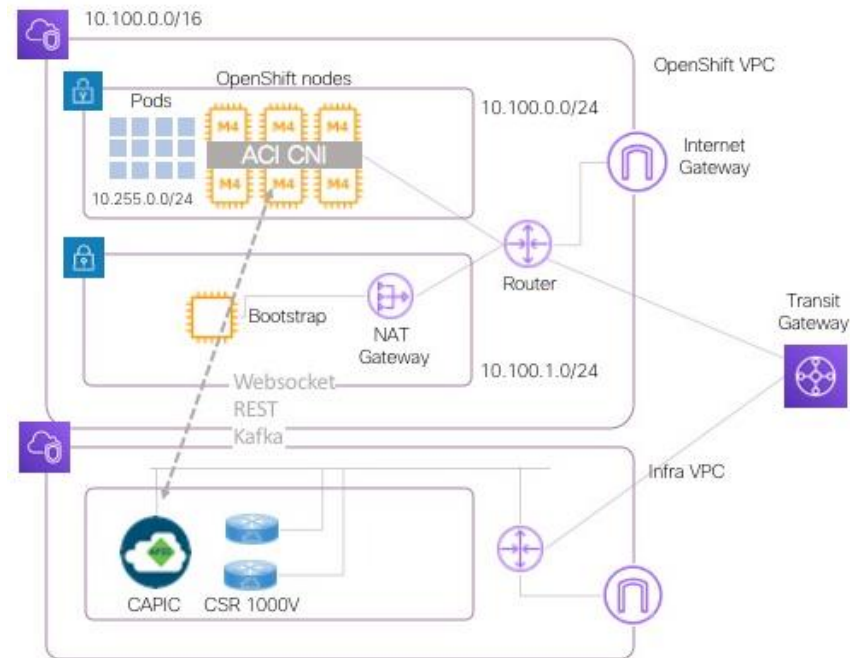 10.100.0.0/16
OpenShift VPC
OpenShift nodes
Pods
M4 M4 M4
ACI CNI
M4 M4 M4
10.255.0.0/24
10.100.0.0/24
Internet
Gateway
Router
Transit
Gateway
Bootstrap
NAT
Gateway
10.100.1.0/24
Websocket
REST
Kafka
Infra VPC
CAPIC
CSR 1000V